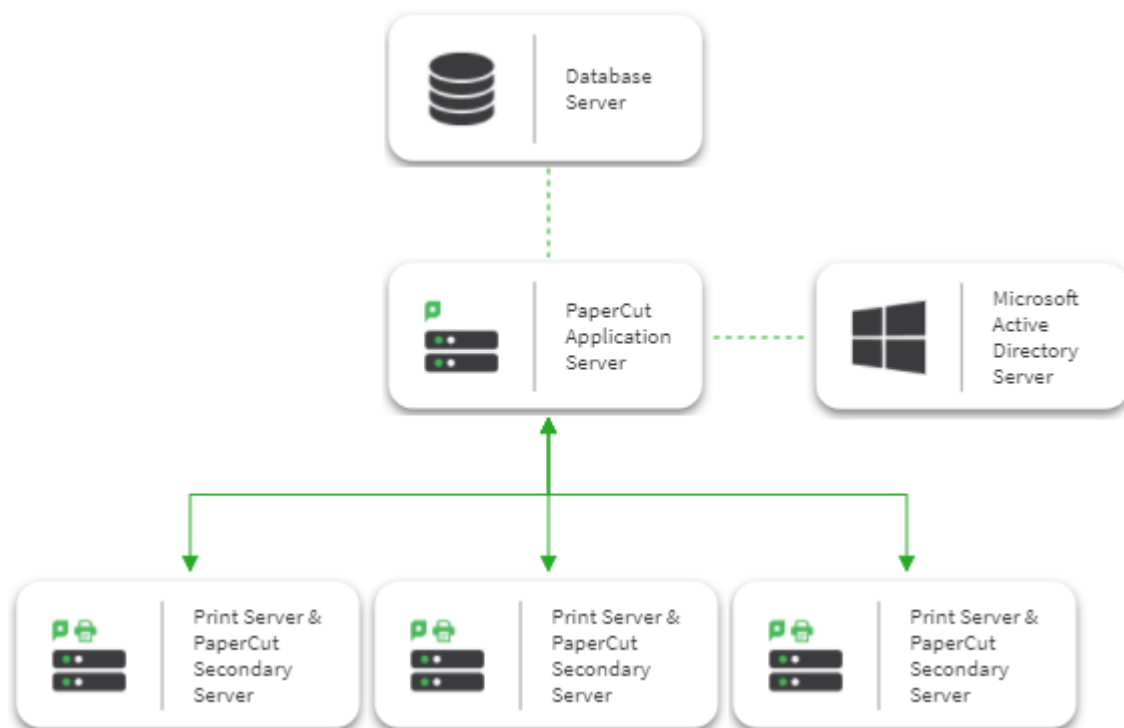 Database
Server
PaperCut
Application
Server
Microsoft
Active
Directory
Server
Print Server &
PaperCut
Secondary
Server
Print Server &
PaperCut
Secondary
Server
Print Server &
PaperCut
Secondary
Server